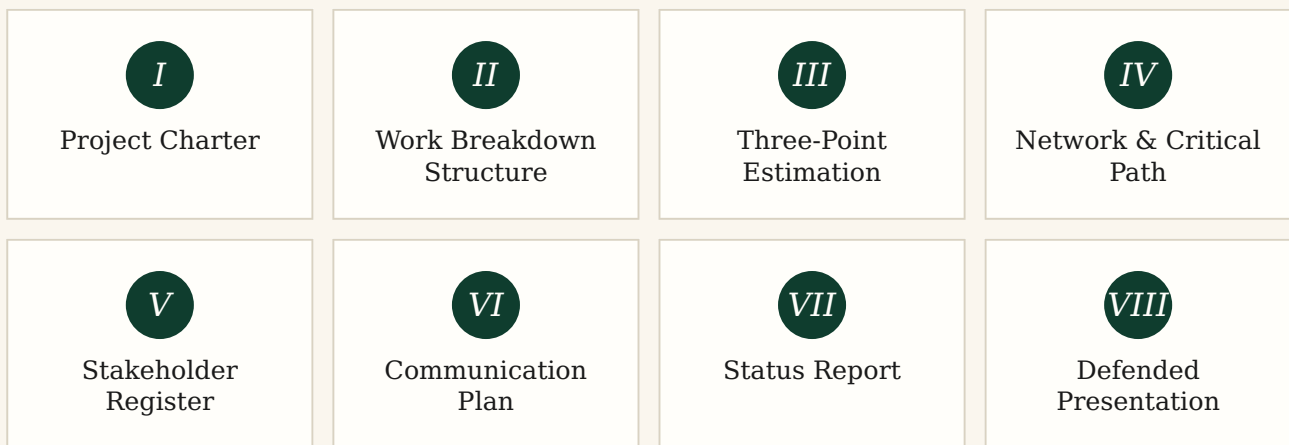 I
Project Charter
II
Work Breakdown
Structure
III
Three-Point
Estimation
IV
Network & Critical
Path
V
Stakeholder
Register
VI
Communication
Plan
VII
Status Report
VIII
Defended
Presentation